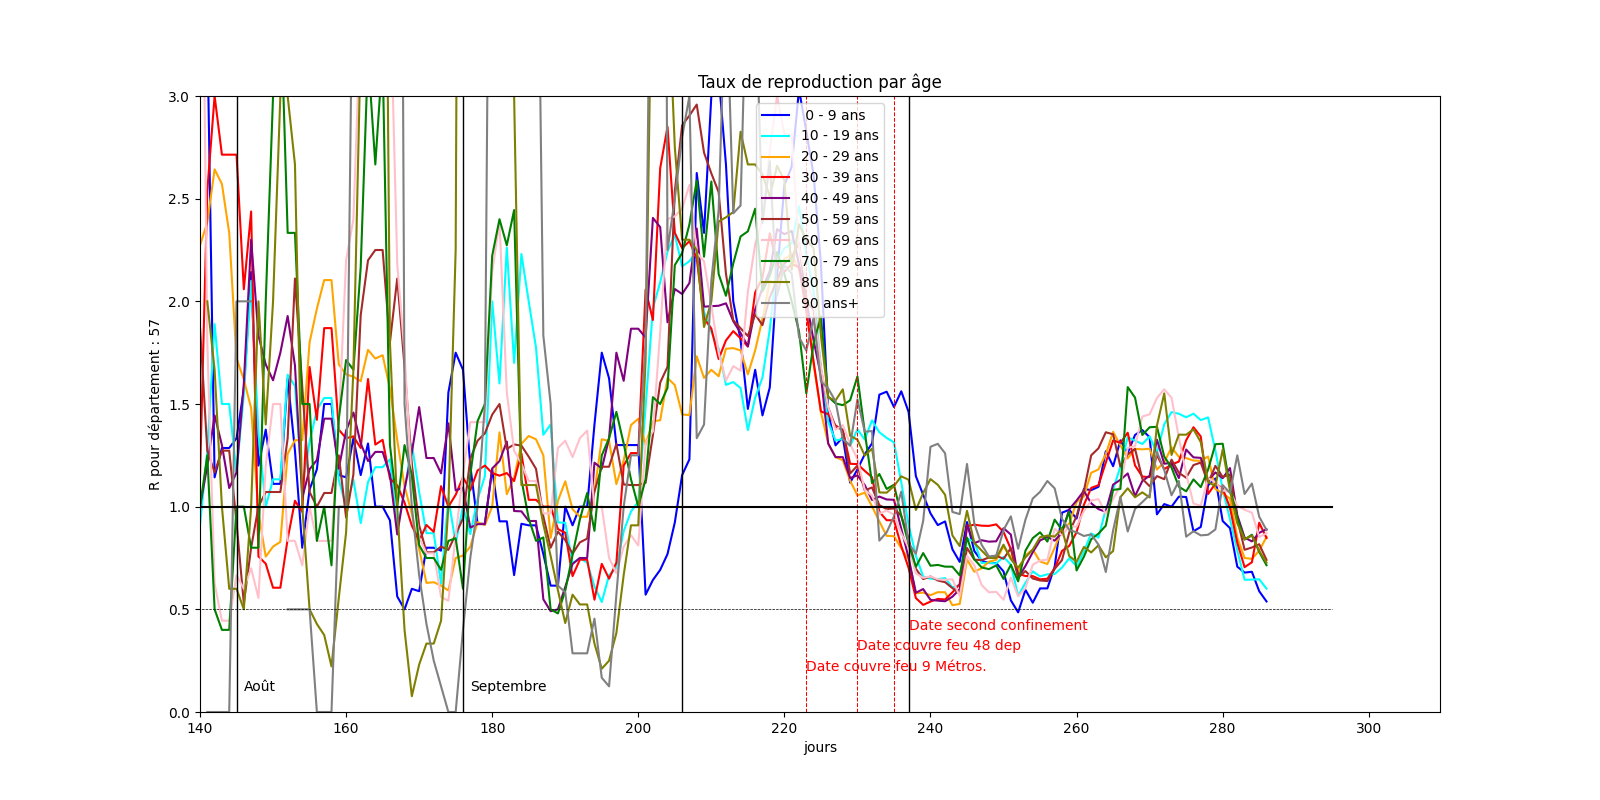 Taux de reproduction par âge
R pour département : 57
3.0
2.5
2.0
1.5
1.0
0.5
0.0
0 - 9 ans
10 - 19 ans
20 - 29 ans
30 - 39 ans
40 - 49 ans
50 - 59 ans
60 - 69 ans
70 - 79 ans
80 - 89 ans
90 ans+
Date second confinement
Date couvre feu 48 dep
Date couvre feu 9 Métros.
Août
Septembre
140 160 180 200 220 240 260 280 300
jours